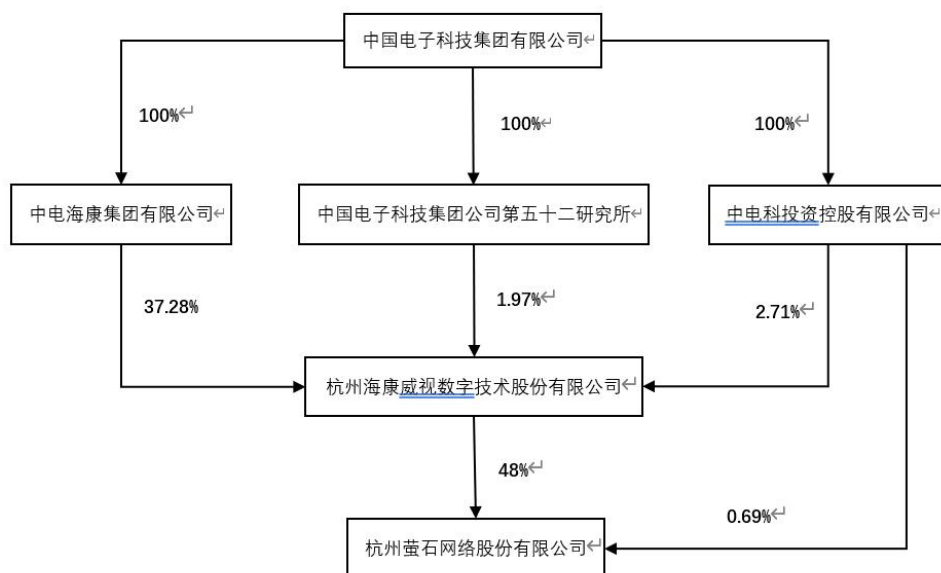 中国电子科技集团有限公司↵
100%↵
100%↵
100%↵
中电海康集团有限公司↵
中国电子科技集团公司第五十二研究所↵
中电科投资控股有限公司↵
37.28%
1.97%↵
2.71%↵
杭州海康威视数字技术股份有限公司↵
48%↵
0.69%↵
杭州萤石网络股份有限公司↵